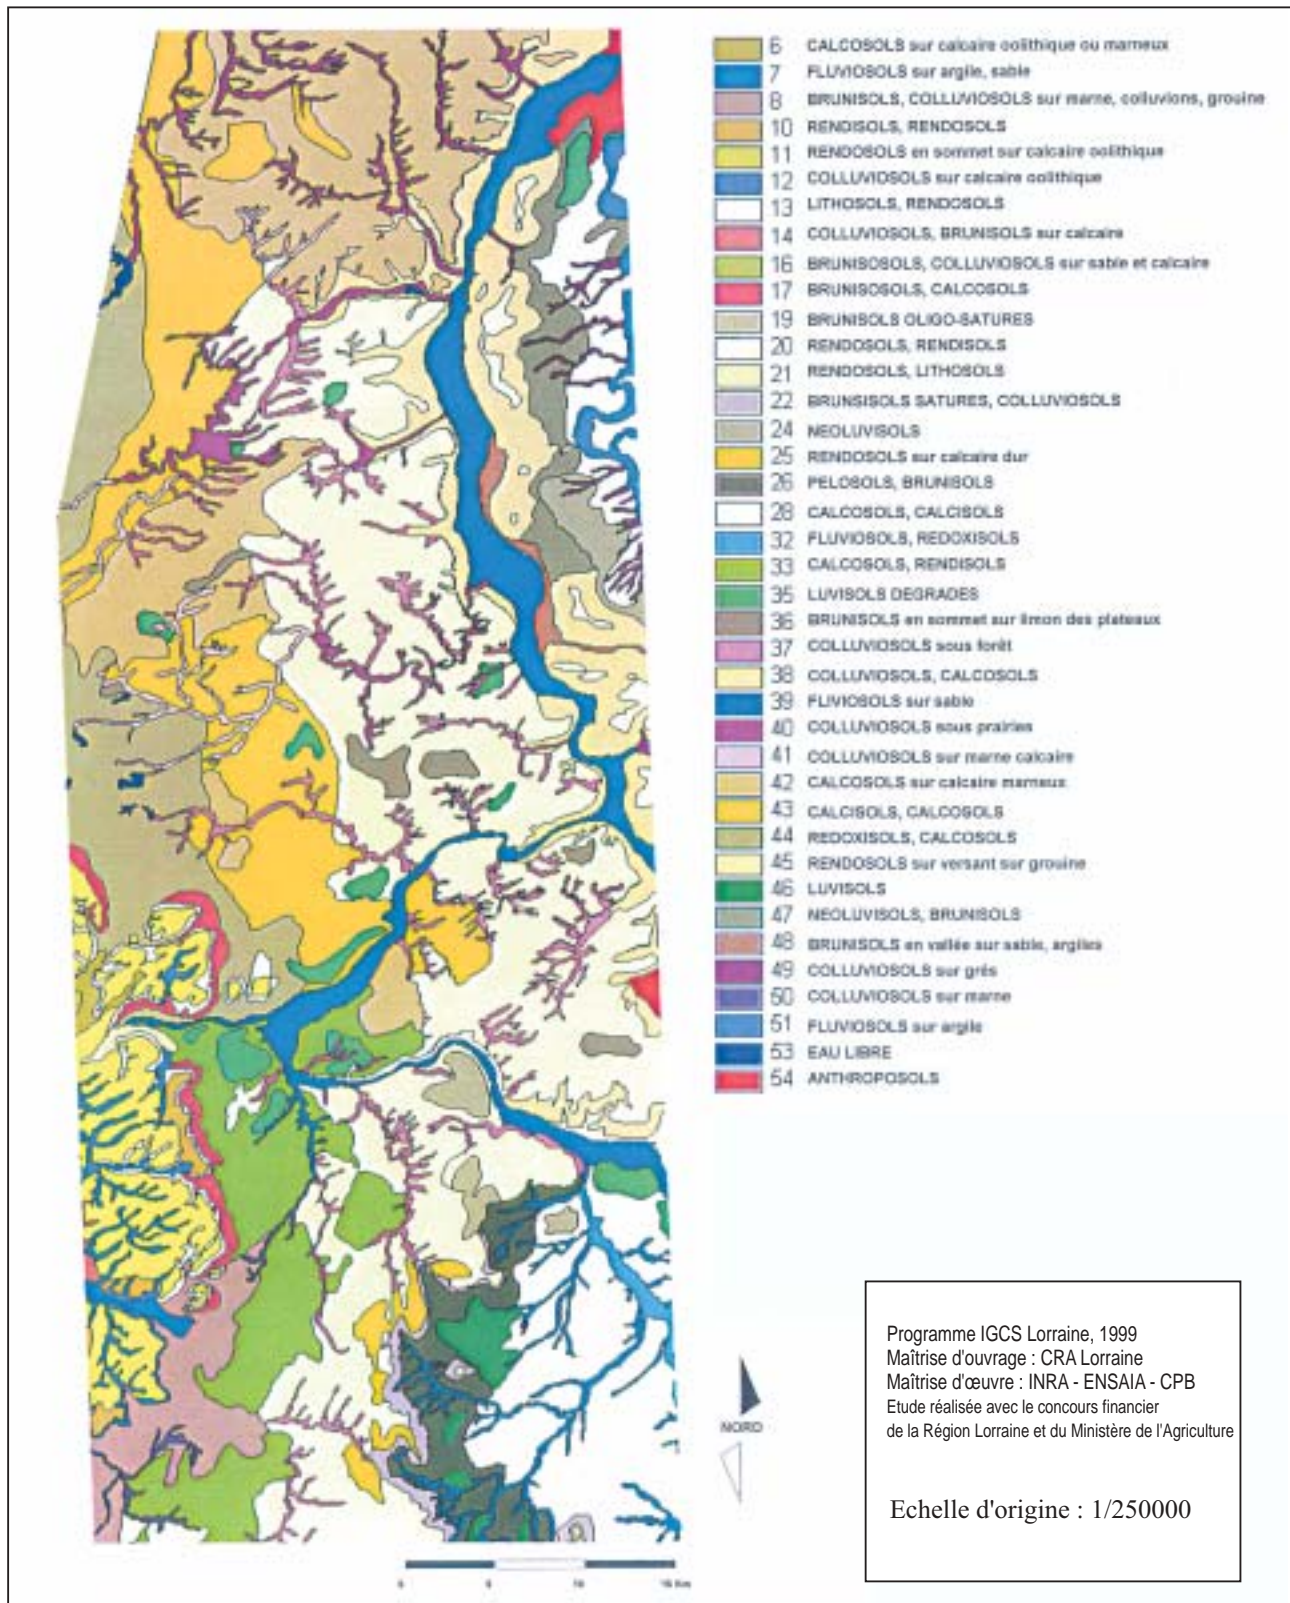 6 CALCOSOLS sur calcaire oolithique ou marneux
7 FLUVIOSOLS sur argile, sable
8 BRUNISOLS, COLLUVIOSOLS sur marne, colluvions, grouine
10 RENDISOLS, RENDOSOLS
11 RENDOSOLS en sommet sur calcaire oolithique
12 COLLUVIOSOLS sur calcaire oolithique
13 LITHOSOLS, RENDOSOLS
14 COLLUVIOSOLS, BRUNISOLS sur calcaire
16 BRUNISOSOLS, COLLUVIOSOLS sur sable et calcaire
17 BRUNISOSOLS, CALCOSOLS
19 BRUNISOLS OLIGO-SATURES
20 RENDOSOLS, RENDISOLS
21 RENDOSOLS, LITHOSOLS
22 BRUNSISOLS SATURES, COLLUVIOSOLS
24 NEOLUVISOLS
25 RENDOSOLS sur calcaire dur
26 PELOSOLS, BRUNISOLS
28 CALCOSOLS, CALCISOLS
32 FLUVIOSOLS, REDOXISOLS
33 CALCOSOLS, RENDISOLS
35 LUVISOLS DEGRADES
36 BRUNISOLS en sommet sur limon des plateaux
37 COLLUVIOSOLS sous forêt
38 COLLUVIOSOLS, CALCOSOLS
39 FLIVIOSOLS sur sable
40 COLLUVIOSOLS sous prairies
41 COLLUVIOSOLS sur marne calcaire
42 CALCOSOLS sur calcaire marneux
43 CALCISOLS, CALCOSOLS
44 REDOXISOLS, CALCOSOLS
45 RENDOSOLS sur versant sur grouine
46 LUVISOLS
47 NEOLUVISOLS, BRUNISOLS
48 BRUNISOLS en vallée sur sable, argiles
49 COLLUVIOSOLS sur grés
50 COLLUVIOSOLS sur marne
51 FLUVIOSOLS sur argile
53 EAU LIBRE
54 ANTHROPOSOLS
Programme IGCS Lorraine, 1999
Maîtrise d'ouvrage : CRA Lorraine
Maîtrise d'œuvre : INRA - ENSAIA - CPB
Etude réalisée avec le concours financier
de la Région Lorraine et du Ministère de l'Agriculture
NORD
Echelle d'origine : 1/250000